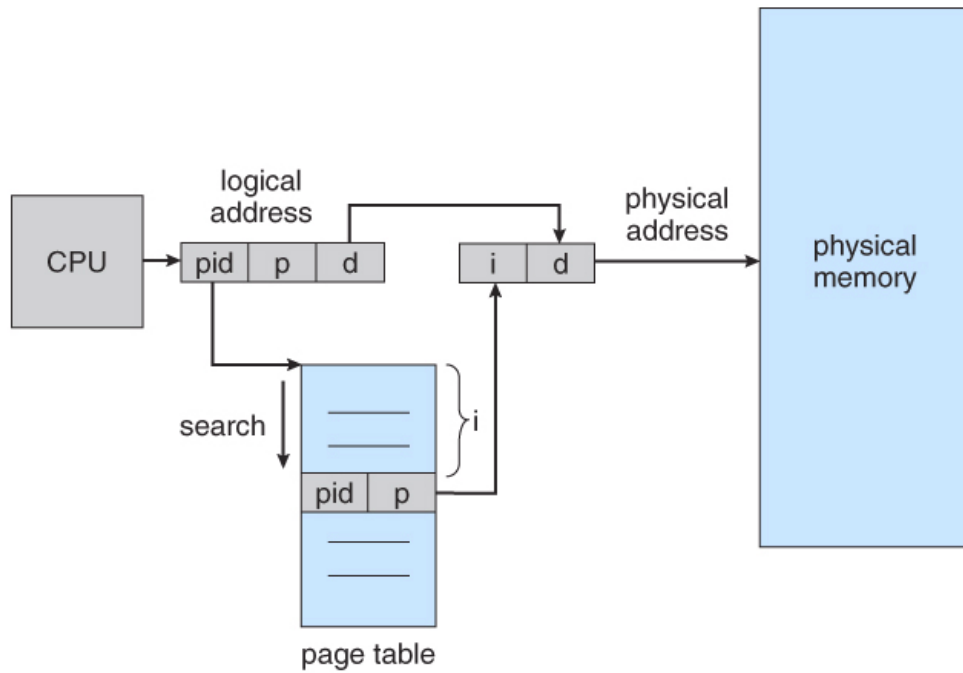 logical
address
physical
address
CPU
pid p d
i d
physical
memory
search
i
pid p
page table